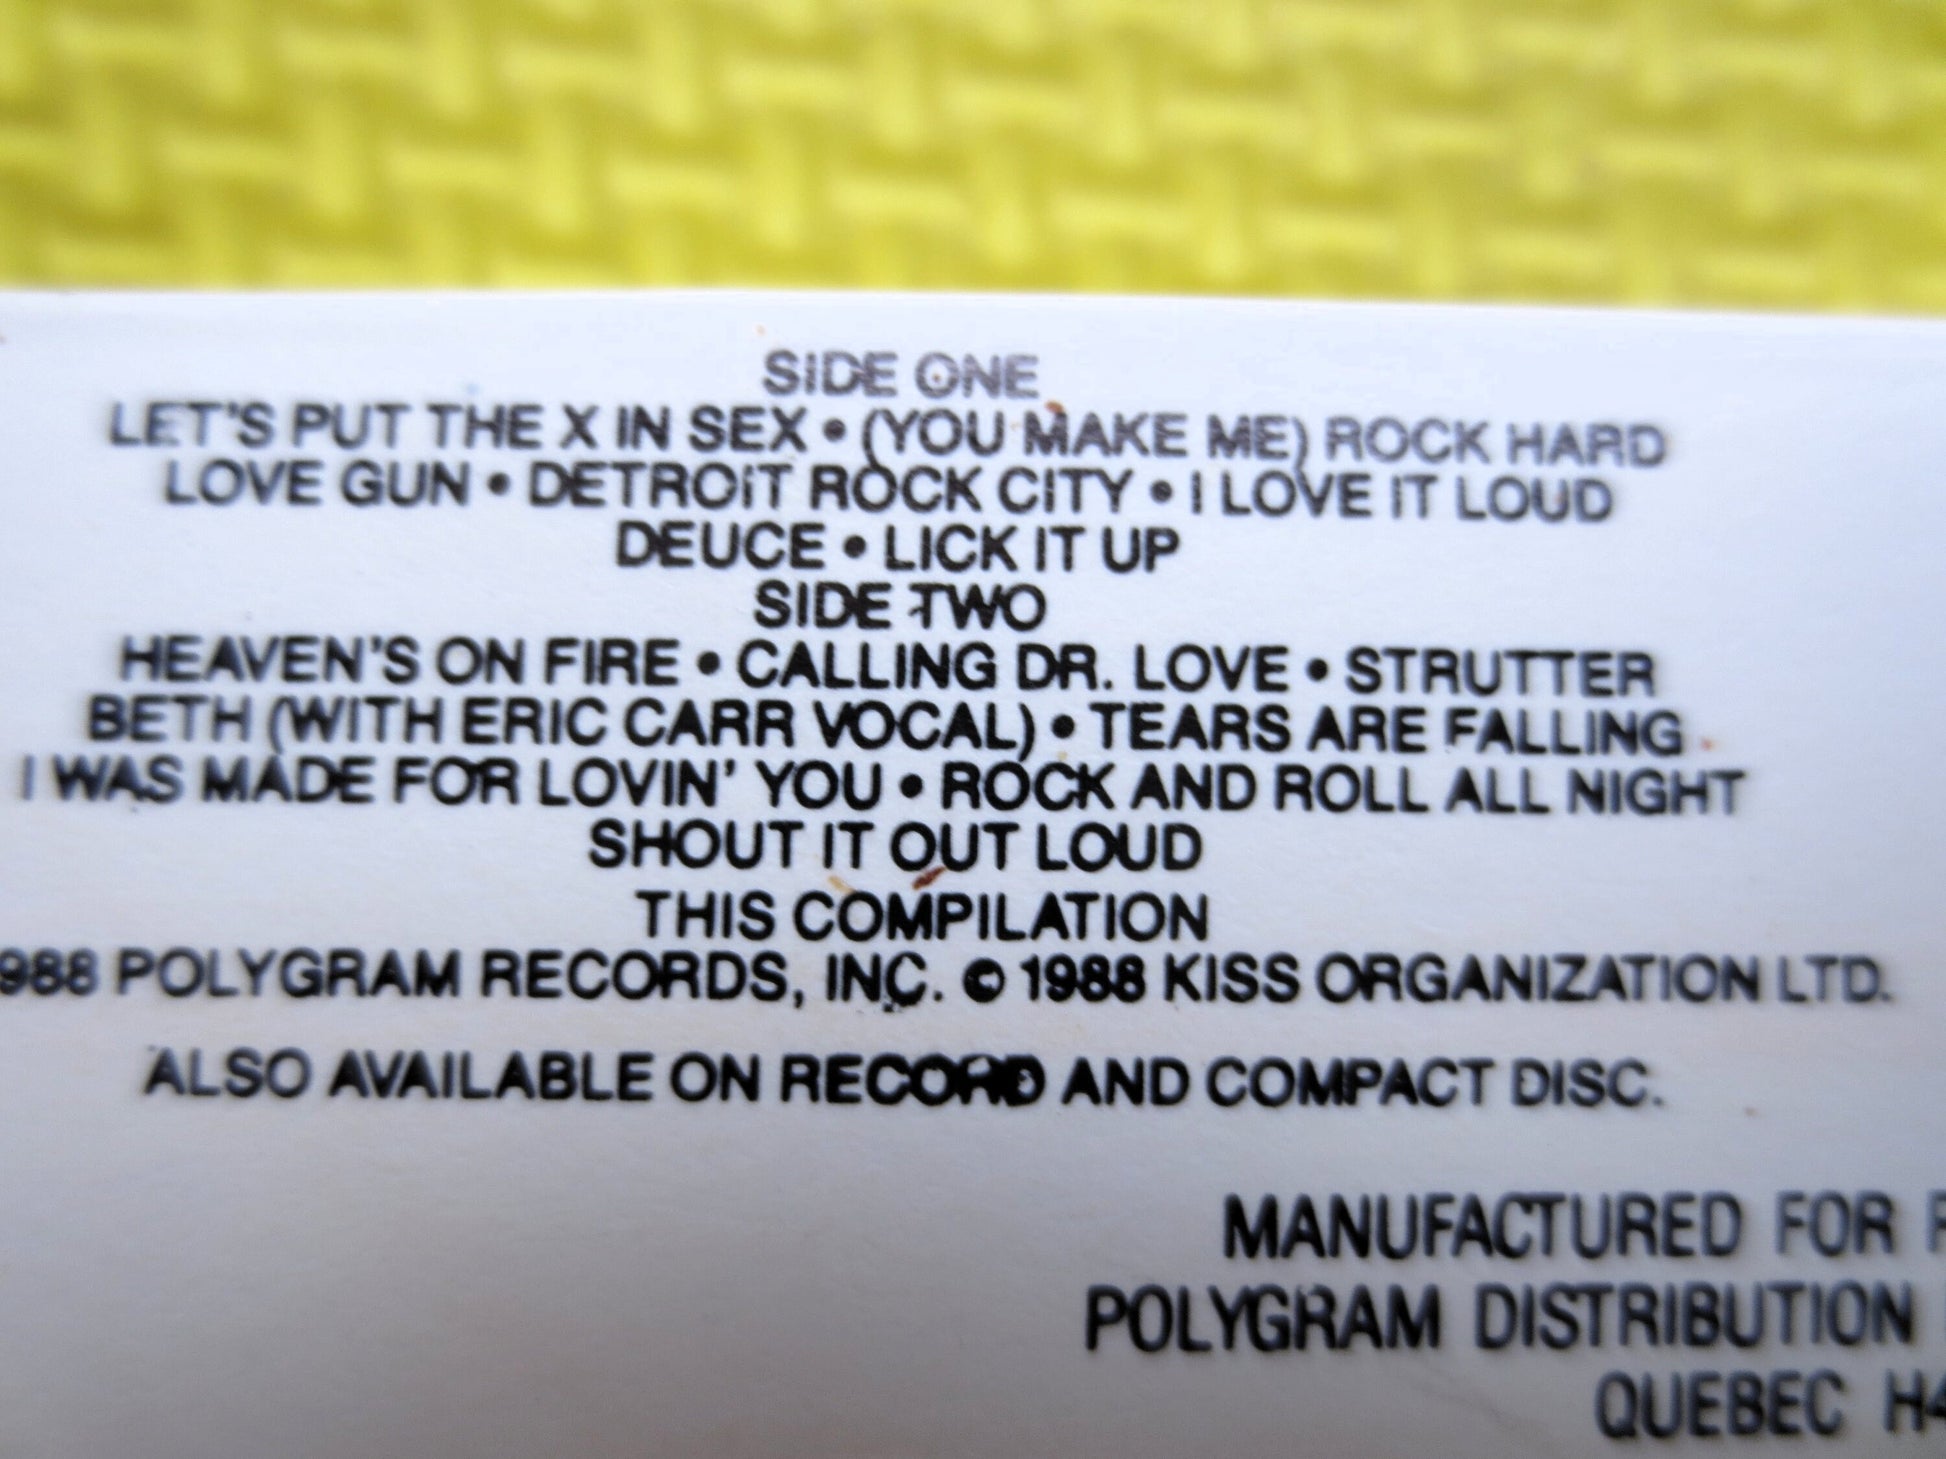 SIDE ONE
LET'S PUT THE X IN SEX • (YOU MAKE ME) ROCK HARD
LOVE GUN • DETROIT ROCK CITY • I LOVE IT LOUD
DEUCE • LICK IT UP
SIDE TWO
HEAVEN'S ON FIRE • CALLING DR. LOVE • STRUTTER
BETH (WITH ERIC CARR VOCAL) • TEARS ARE FALLING
I WAS MADE FOR LOVIN' YOU • ROCK AND ROLL ALL NIGHT
SHOUT IT OUT LOUD
THIS COMPILATION
988 POLYGRAM RECORDS, INC. © 1988 KISS ORGANIZATION LTD.
ALSO AVAILABLE ON RECORD AND COMPACT DISC.
MANUFACTURED FOR
POLYGRAM DISTRIBUTION
QUEBEC H4